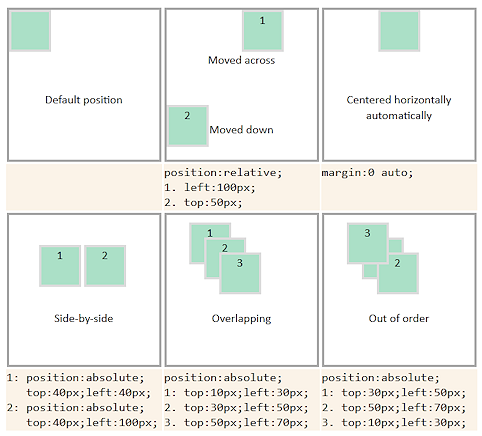 1
Default position
Moved across
2
Moved down
Centered horizontally
automatically
position:relative;
1. left:100px;
2. top:50px;
margin:0 auto;
1
2
Side-by-side
1
2
3
Overlapping
3
2
Out of order
1: position:absolute;
top:40px;left:40px;
2: position:absolute;
top:40px;left:100px;
position:absolute;
1: top:10px;left:30px;
2. top:30px;left:50px;
3. top:50px;left:70px;
position:absolute;
1: top:30px;left:50px;
2: top:50px;left:70px;
3. top:10px;left:30px;